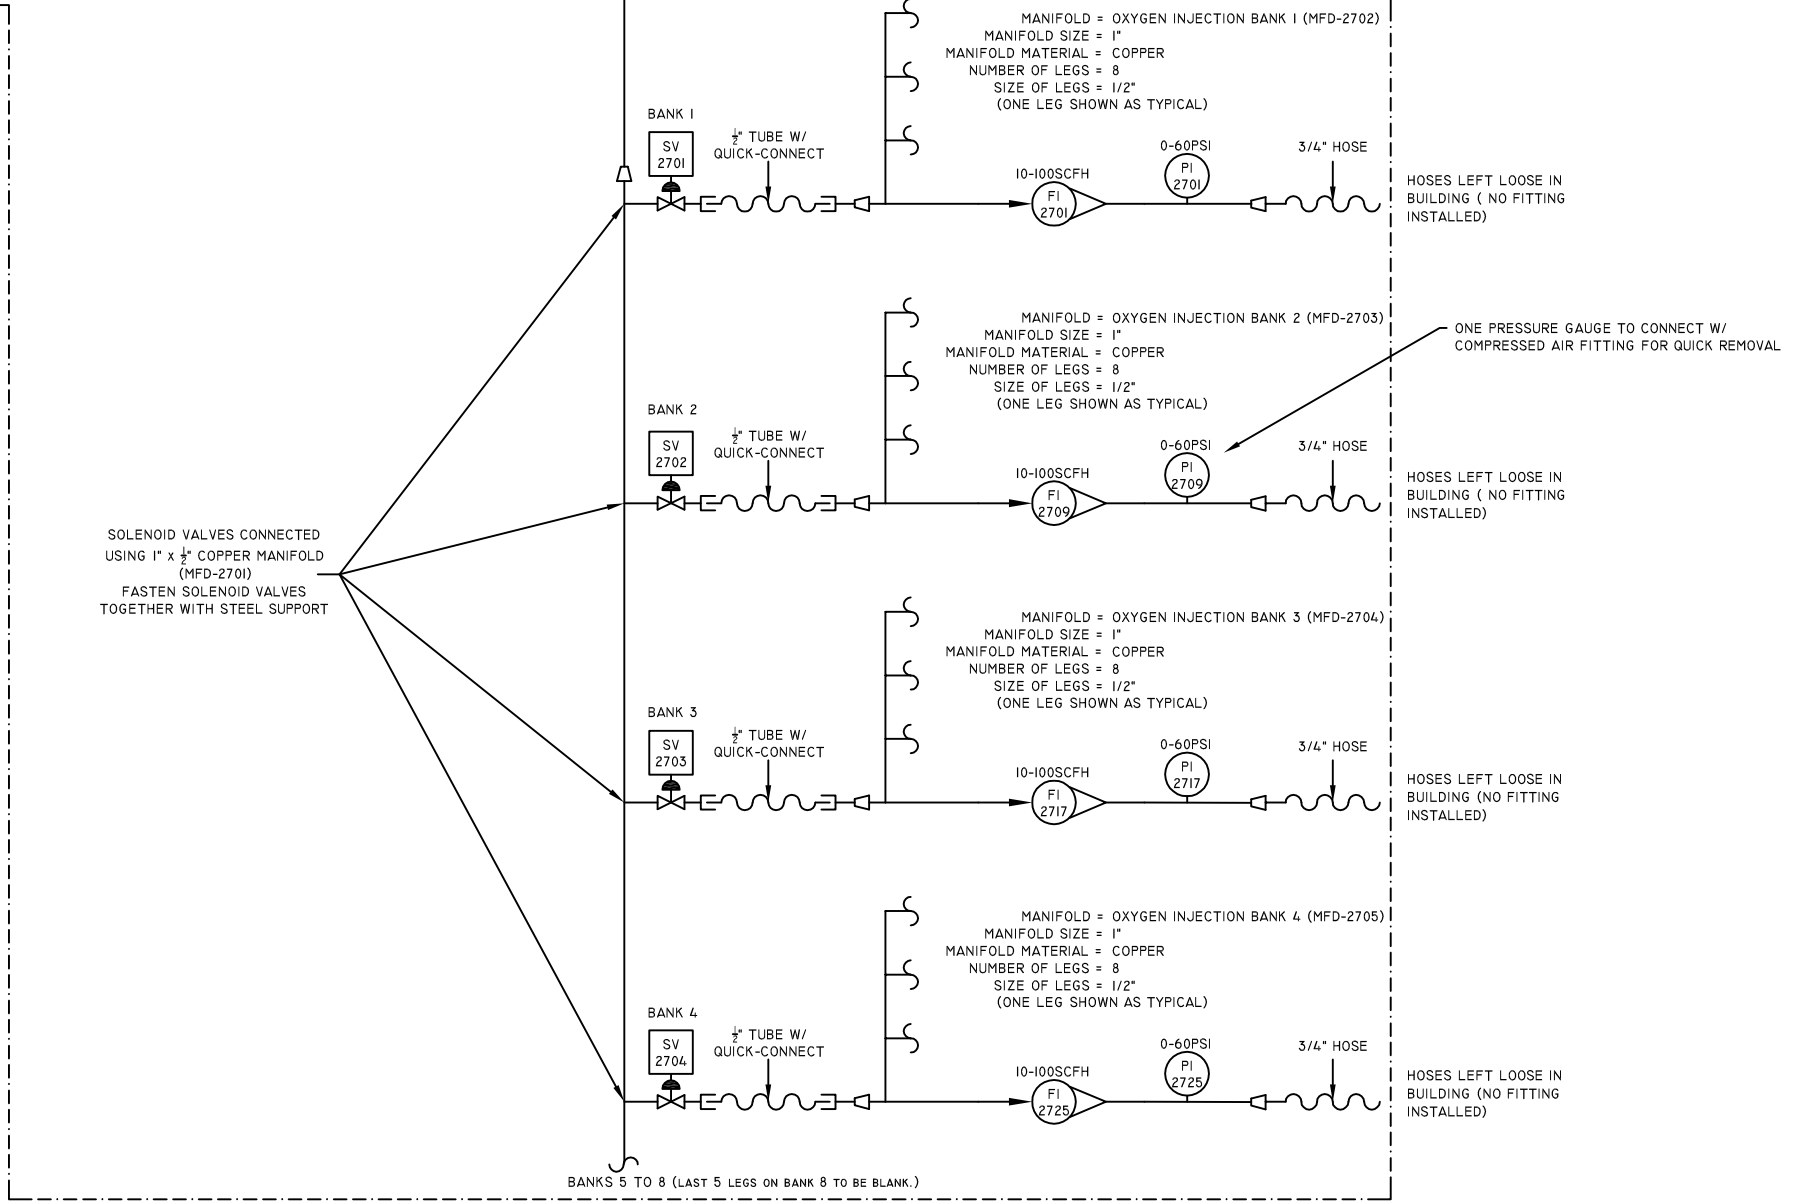 MANIFOLD = OXYGEN INJECTION BANK 1 (MFD-2702)
MANIFOLD SIZE = 1"
MANIFOLD MATERIAL = COPPER
NUMBER OF LEGS = 8
SIZE OF LEGS = 1/2"
(ONE LEG SHOWN AS TYPICAL)
BANK 1
SV
2701
½" TUBE W/
QUICK-CONNECT
10-100SCFH
FI
2701
0-60PSI
PI
2701
3/4" HOSE
HOSES LEFT LOOSE IN
BUILDING ( NO FITTING
INSTALLED)
MANIFOLD = OXYGEN INJECTION BANK 2 (MFD-2703)
MANIFOLD SIZE = 1"
MANIFOLD MATERIAL = COPPER
NUMBER OF LEGS = 8
SIZE OF LEGS = 1/2"
(ONE LEG SHOWN AS TYPICAL)
ONE PRESSURE GAUGE TO CONNECT W/
COMPRESSED AIR FITTING FOR QUICK REMOVAL
BANK 2
SV
2702
½" TUBE W/
QUICK-CONNECT
10-100SCFH
FI
2709
0-60PSI
PI
2709
3/4" HOSE
HOSES LEFT LOOSE IN
BUILDING ( NO FITTING
INSTALLED)
SOLENOID VALVES CONNECTED
USING 1" X ½" COPPER MANIFOLD
(MFD-2701)
FASTEN SOLENOID VALVES
TOGETHER WITH STEEL SUPPORT
MANIFOLD = OXYGEN INJECTION BANK 3 (MFD-2704)
MANIFOLD SIZE = 1"
MANIFOLD MATERIAL = COPPER
NUMBER OF LEGS = 8
SIZE OF LEGS = 1/2"
(ONE LEG SHOWN AS TYPICAL)
BANK 3
SV
2703
½" TUBE W/
QUICK-CONNECT
10-100SCFH
FI
2717
0-60PSI
PI
2717
3/4" HOSE
HOSES LEFT LOOSE IN
BUILDING (NO FITTING
INSTALLED)
MANIFOLD = OXYGEN INJECTION BANK 4 (MFD-2705)
MANIFOLD SIZE = 1"
MANIFOLD MATERIAL = COPPER
NUMBER OF LEGS = 8
SIZE OF LEGS = 1/2"
(ONE LEG SHOWN AS TYPICAL)
BANK 4
SV
2704
½" TUBE W/
QUICK-CONNECT
10-100SCFH
FI
2725
0-60PSI
PI
2725
3/4" HOSE
HOSES LEFT LOOSE IN
BUILDING (NO FITTING
INSTALLED)
BANKS 5 TO 8 (LAST 5 LEGS ON BANK 8 TO BE BLANK.)